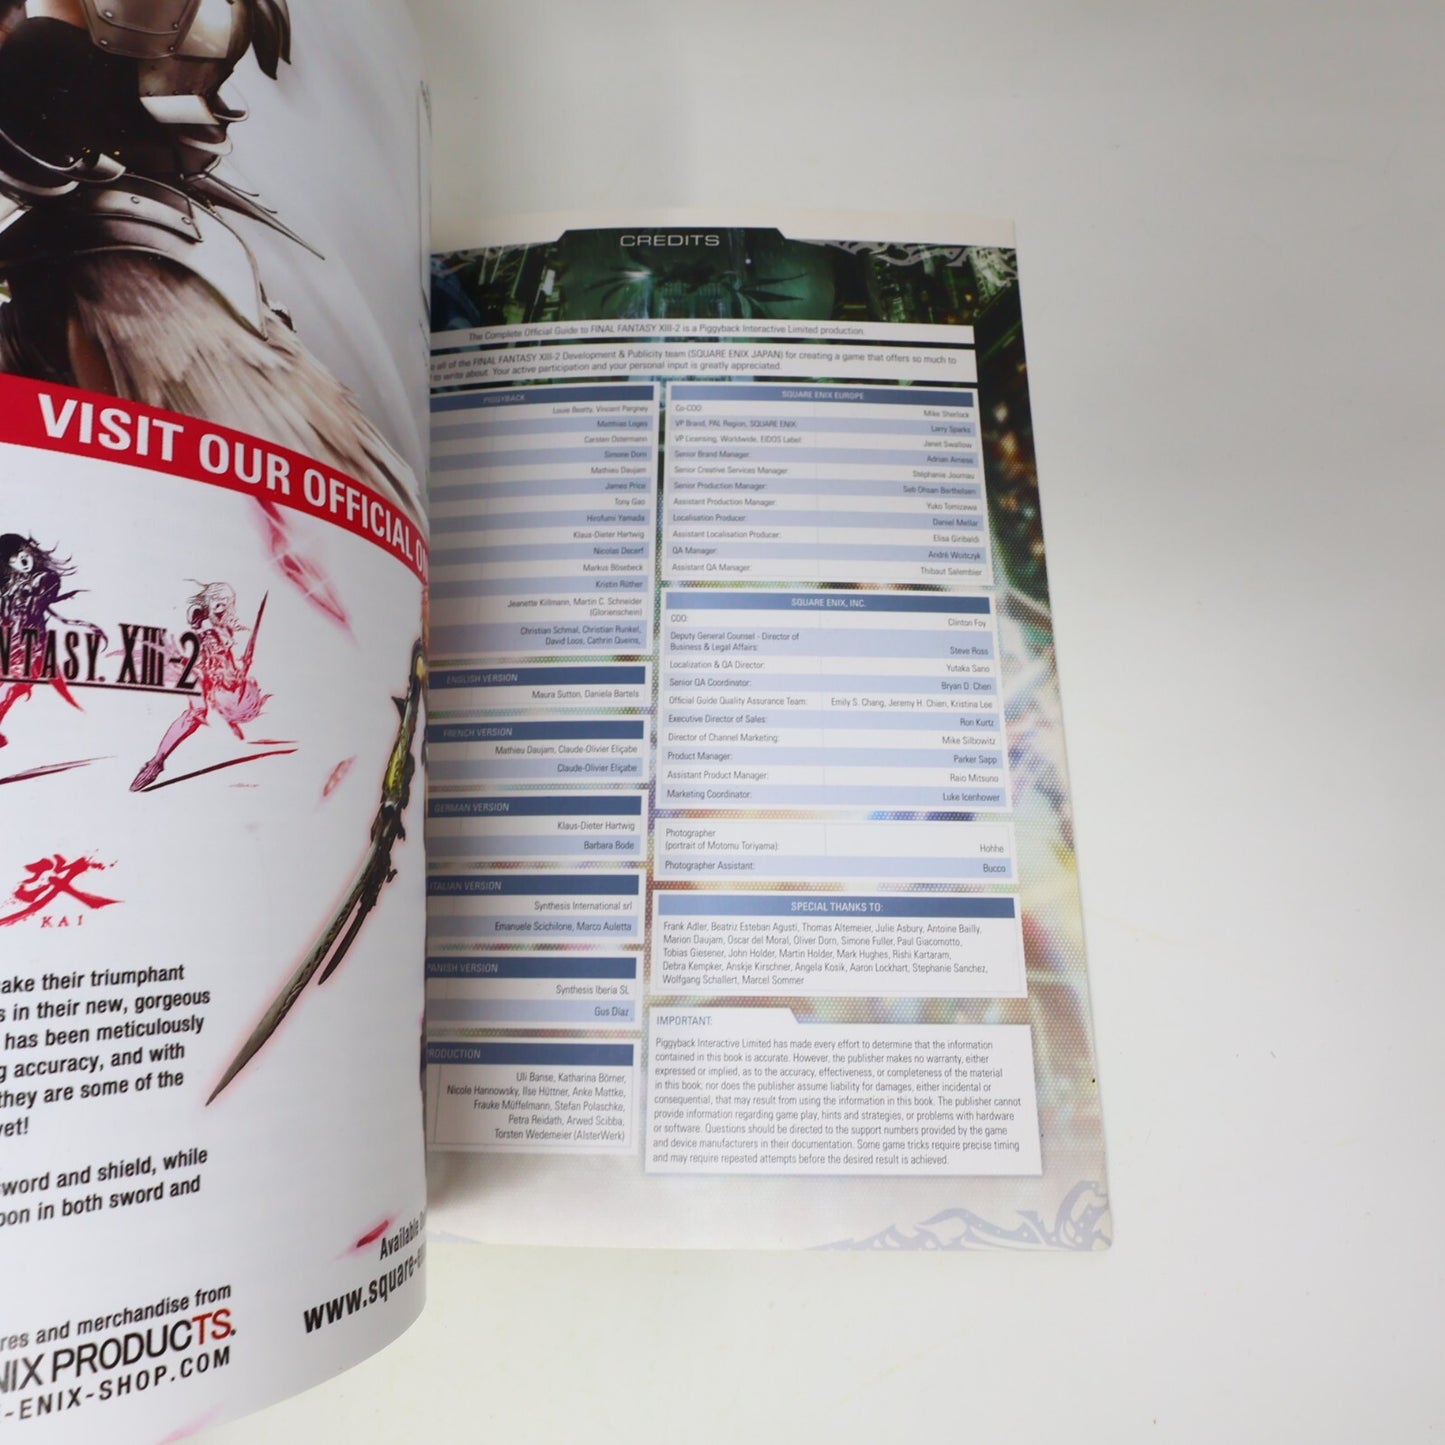 VISIT OUR OFFICIAL
NTASY XIII-2
改
KAI
ake their triumphant
s in their new, gorgeous
has been meticulously
g accuracy, and with
they are some of the
yet!
word and shield, while
oon in both sword and
Available
www.square-
res and merchandise from
NIX PRODUCTS.
-ENIX-SHOP.COM
CREDITS
The Complete Official Guide to FINAL FANTASY XIII-2 is a Piggyback Interactive Limited production.
all of the FINAL FANTASY XIII-2 Development & Publicity team (SQUARE ENIX JAPAN) for creating a game that offers so much to
to write about. Your active participation and your personal input is greatly appreciated.
PIGGYBACK
Louie Beatty, Vincent Pargney
Matthias Loges
Carsten Ostermann
Simone Dorn
Mathieu Daujam
James Price
Tony Gao
Hirofumi Yamada
Klaus-Dieter Hartwig
Nicolas Decerf
Markus Bösebeck
Kristin Rüther
Jeanette Killmann, Martin C. Schneider
(Glorienschein)
Christian Schmal, Christian Runkel,
David Loos, Cathrin Queins,
ENGLISH VERSION
Maura Sutton, Daniela Bartels
FRENCH VERSION
Mathieu Daujam, Claude-Olivier Eliçabe
Claude-Olivier Eliçabe
GERMAN VERSION
Klaus-Dieter Hartwig
Barbara Bode
ITALIAN VERSION
Synthesis International srl
Emanuele Scichilone, Marco Auletta
PANISH VERSION
Synthesis Iberia SL
Gus Díaz
PRODUCTION
Uli Banse, Katharina Börner,
Nicole Hannowsky, Ilse Hüttner, Anke Mattke,
Frauke Müffelmann, Stefan Polaschke,
Petra Reidath, Arwed Scibba,
Torsten Wedemeier (AlsterWerk)
SQUARE ENIX EUROPE
Co-COO: Mike Sherlock
VP Brand, PAL Region, SQUARE ENIX: Larry Sparks
VP Licensing, Worldwide, EIDOS Label: Janet Swallow
Senior Brand Manager: Adrian Arness
Senior Creative Services Manager: Stéphanie Journau
Senior Production Manager: Seb Ohsan Berthelsen
Assistant Production Manager: Yuko Tomizawa
Localisation Producer: Daniel Mellar
Assistant Localisation Producer: Elisa Giribaldi
QA Manager: André Woitczyk
Assistant QA Manager: Thibaut Salembier
SQUARE ENIX, INC.
COO: Clinton Foy
Deputy General Counsel - Director of
Business & Legal Affairs: Steve Ross
Localization & QA Director: Yutaka Sano
Senior QA Coordinator: Bryan D. Chen
Official Guide Quality Assurance Team: Emily S. Chang, Jeremy H. Chien, Kristina Lee
Executive Director of Sales: Ron Kurtz
Director of Channel Marketing: Mike Silbowitz
Product Manager: Parker Sapp
Assistant Product Manager: Raio Mitsuno
Marketing Coordinator: Luke Icenhower
Photographer
(portrait of Motomu Toriyama): Hohhe
Photographer Assistant: Bucco
SPECIAL THANKS TO:
Frank Adler, Beatriz Esteban Agustí, Thomas Altemeier, Julie Asbury, Antoine Bailly,
Marion Daujam, Oscar del Moral, Oliver Dorn, Simone Fuller, Paul Giacomotto,
Tobias Giesener, John Holder, Martin Holder, Mark Hughes, Rishi Kartaram,
Debra Kempker, Anskje Kirschner, Angela Kosik, Aaron Lockhart, Stephanie Sanchez,
Wolfgang Schallert, Marcel Sommer
IMPORTANT:
Piggyback Interactive Limited has made every effort to determine that the information
contained in this book is accurate. However, the publisher makes no warranty, either
expressed or implied, as to the accuracy, effectiveness, or completeness of the material
in this book; nor does the publisher assume liability for damages, either incidental or
consequential, that may result from using the information in this book. The publisher cannot
provide information regarding game play, hints and strategies, or problems with hardware
or software. Questions should be directed to the support numbers provided by the game
and device manufacturers in their documentation. Some game tricks require precise timing
and may require repeated attempts before the desired result is achieved.